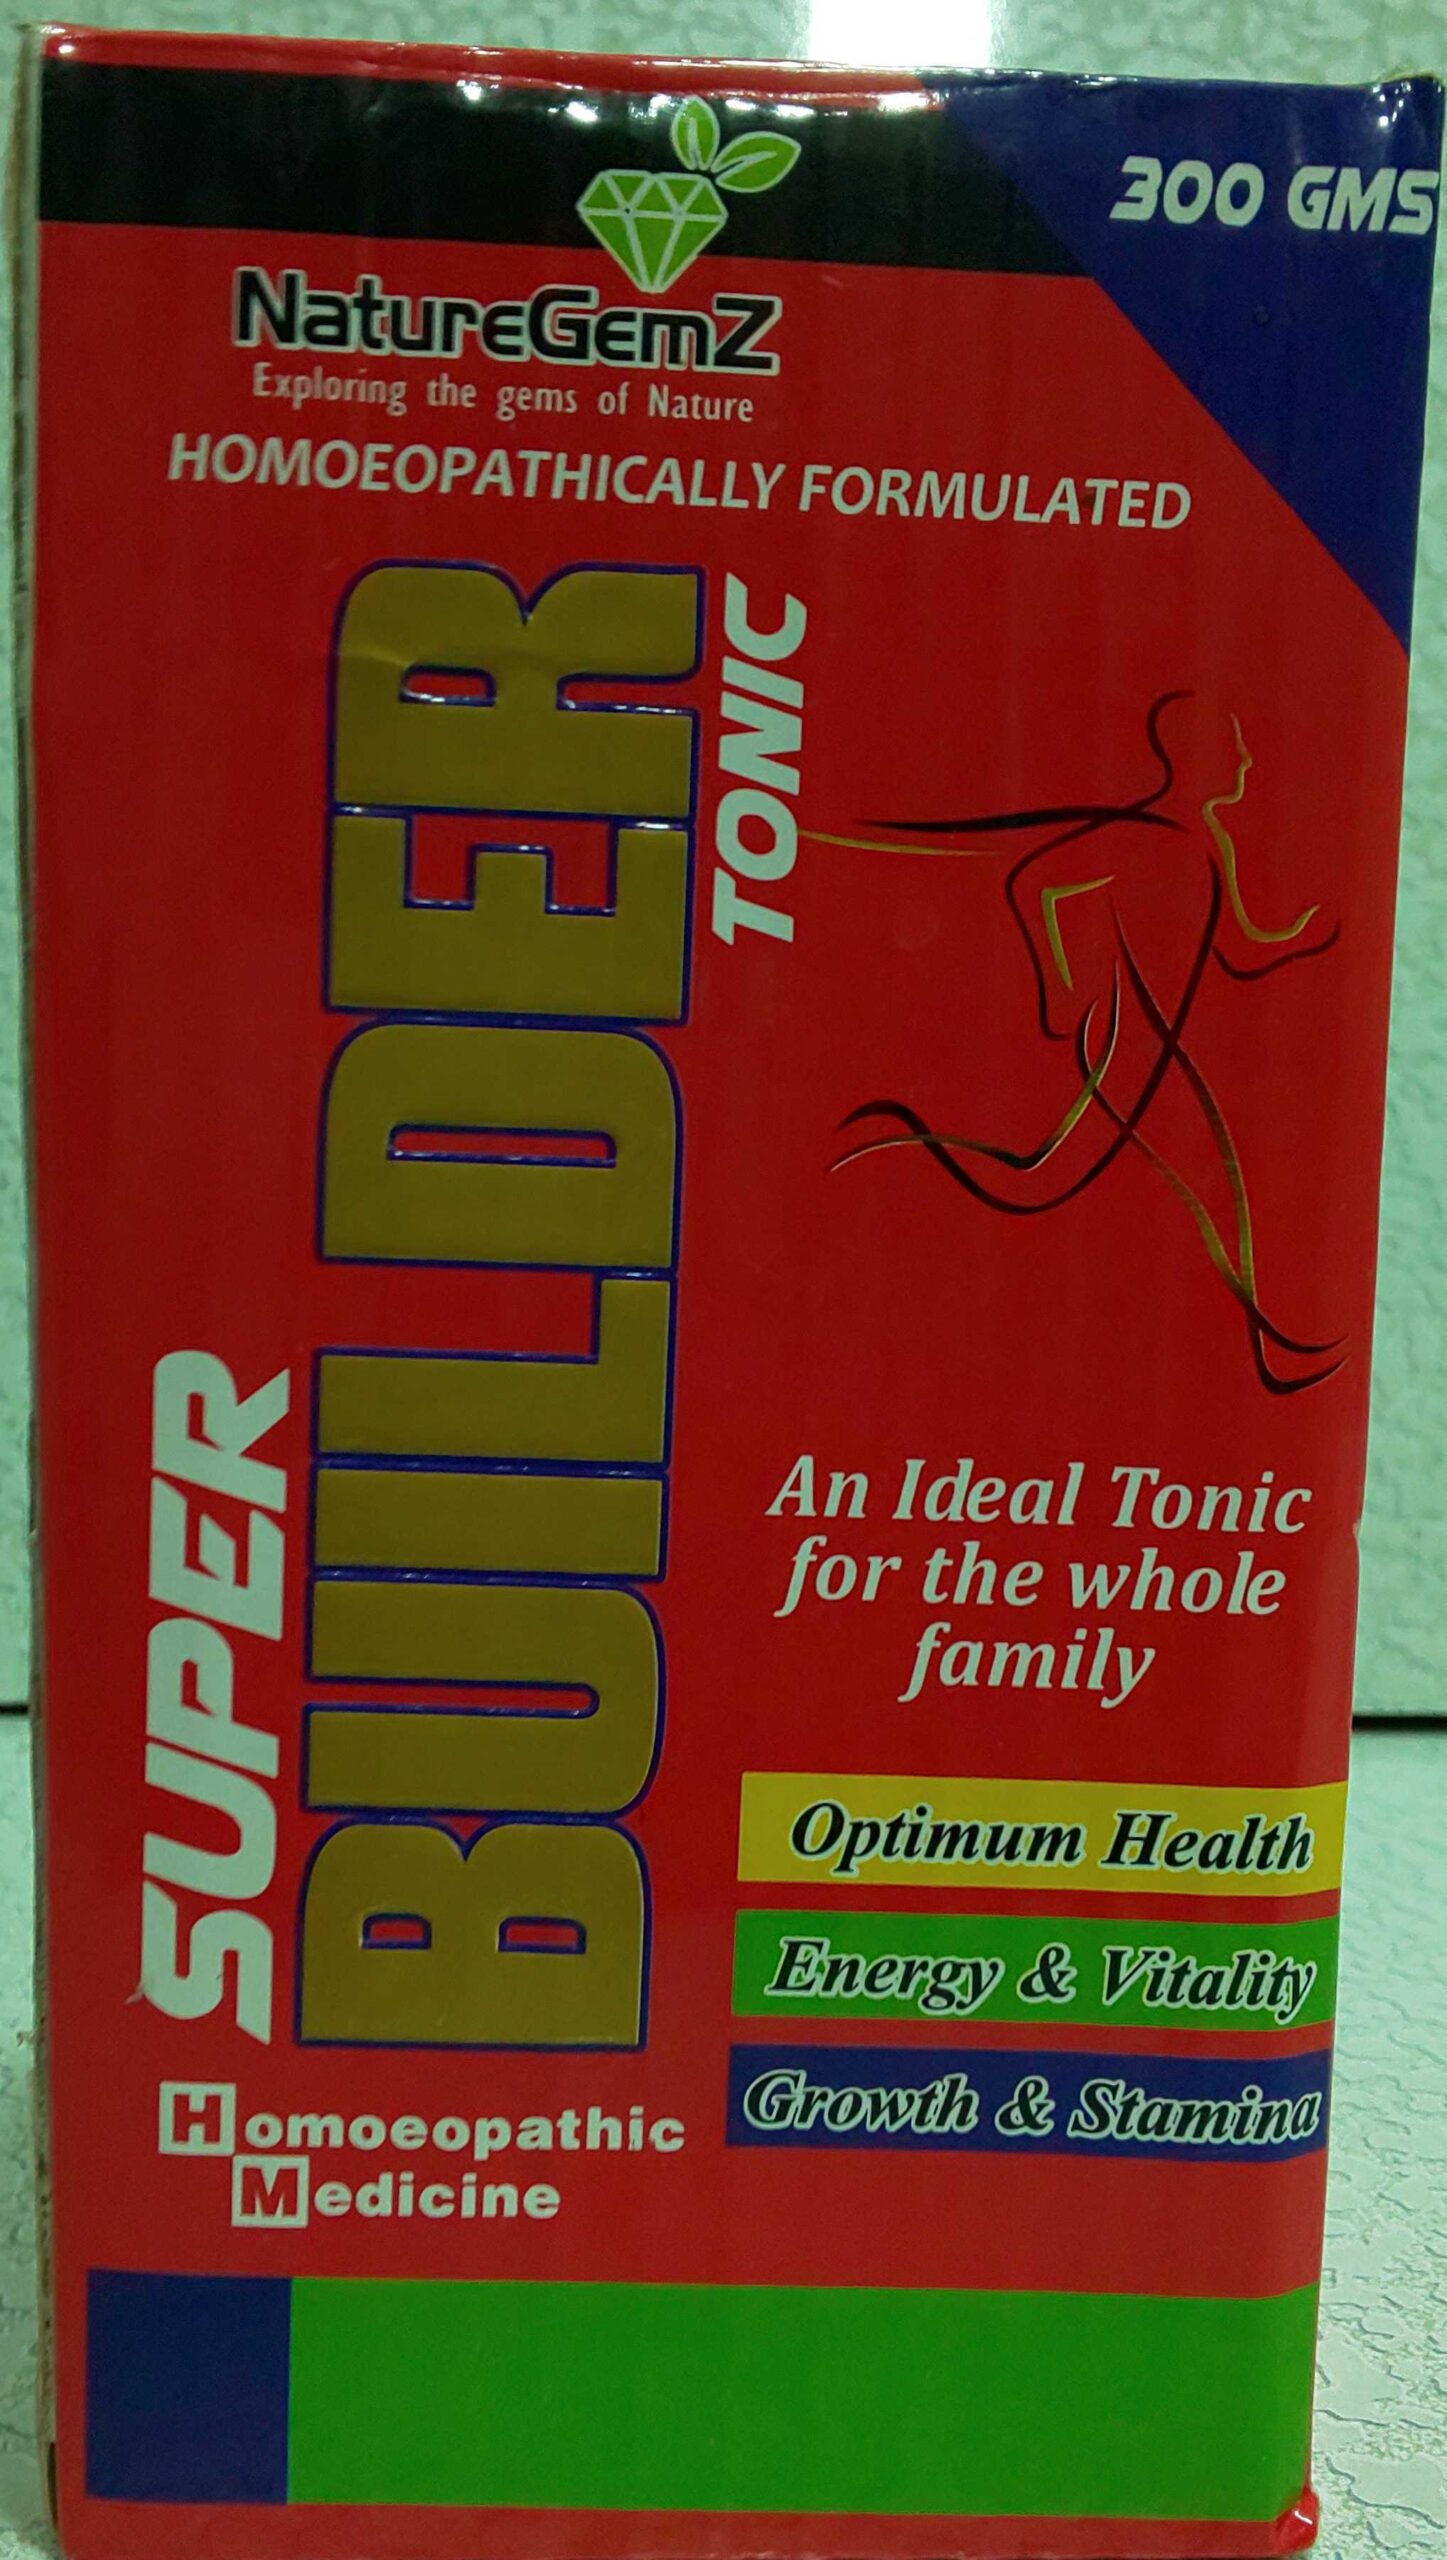 300 GMS
NatureGemZ
Exploring the gems of Nature
HOMOEOPATHICALLY FORMULATED
SUPER
BUILDER
TONIC
An Ideal Tonic
for the whole
family
Optimum Health
Energy & Vitality
Growth & Stamina
Homoeopathic
Medicine